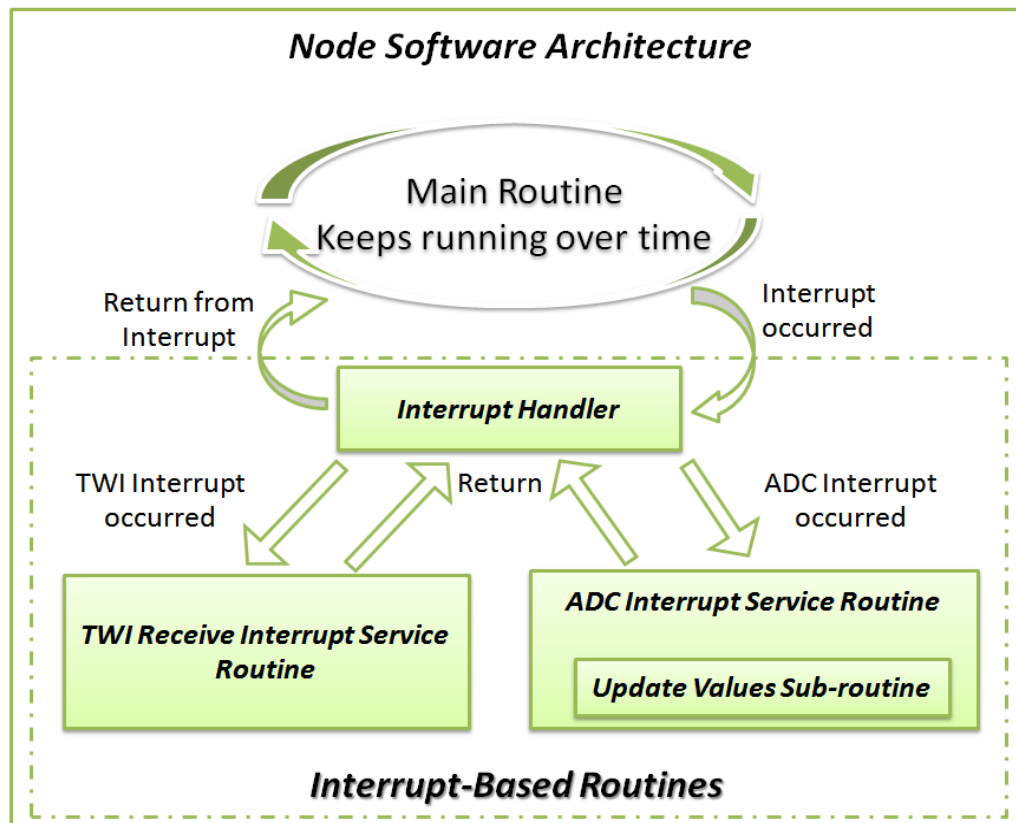 Node Software Architecture
Main Routine
Keeps running over time
Return from
Interrupt
Interrupt
occurred
Interrupt Handler
TWI Interrupt
occurred
Return
ADC Interrupt
occurred
TWI Receive Interrupt Service
Routine
ADC Interrupt Service Routine
Update Values Sub-routine
Interrupt-Based Routines